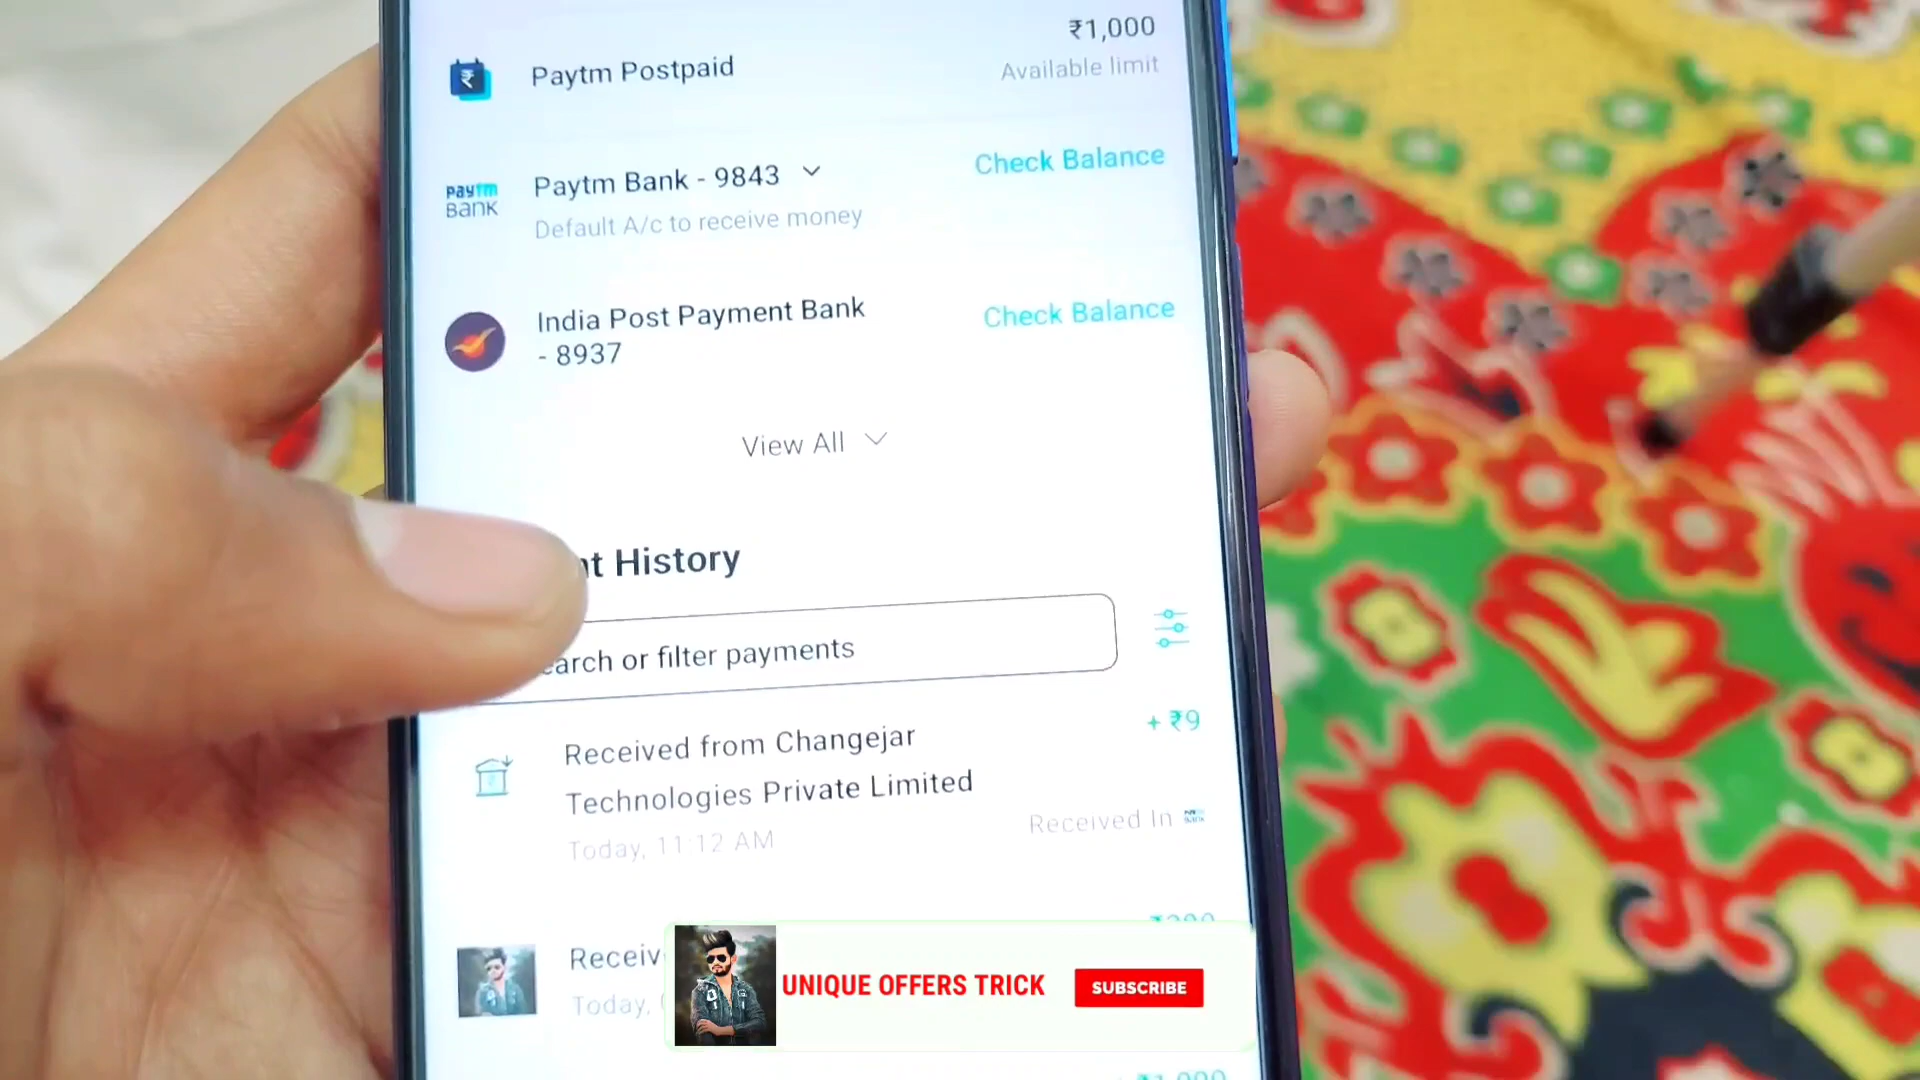 ₹1,000
Paytm Postpaid
Available limit
paytm
BANK
Paytm Bank - 9843
Check Balance
Default A/c to receive money
India Post Payment Bank
- 8937
Check Balance
View All
History
or filter payments
Received from Changejar
+ ₹9
Technologies Private Limited
Today, 11:12 AM
Received In
Receiv
Today,
UNIQUE OFFERS TRICK
SUBSCRIBE